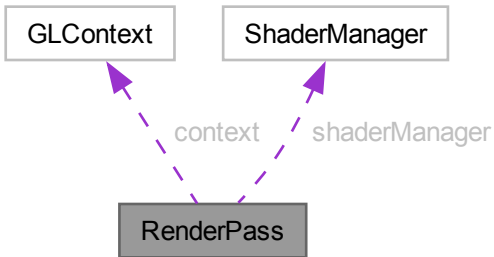 GLContext
ShaderManager
context
shaderManager
RenderPass